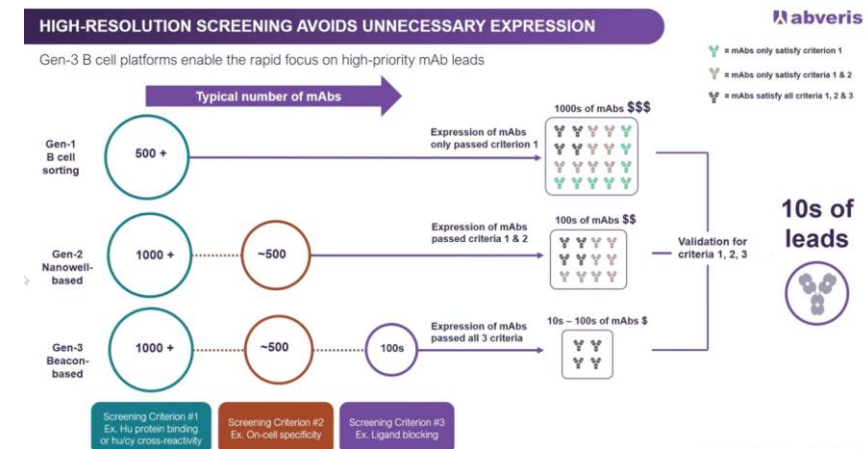 HIGH-RESOLUTION SCREENING AVOIDS UNNECESSARY EXPRESSION
abveris
Gen-3 B cell platforms enable the rapid focus on high-priority mAb leads
= mAbs only satisfy criterion 1
= mAbs only satisfy criteria 1 & 2
= mAbs satisfy all criteria 1, 2 & 3
Typical number of mAbs
Gen-1
B cell
sorting
500 +
Expression of mAbs
only passed criterion 1
1000s of mAbs $$$
Gen-2
Nanowell-
based
1000 +
~500
Expression of mAbs
passed criteria 1 & 2
100s of mAbs $$
Gen-3
Beacon-
based
1000 +
~500
100s
Expression of mAbs
passed all 3 criteria
10s – 100s of mAbs $
Validation for
criteria 1, 2, 3
10s of
leads
Screening Criterion #1
Ex. Hu protein binding
or hu/cy cross-reactivity
Screening Criterion #2
Ex. On-cell specificity
Screening Criterion #3
Ex. Ligand blocking